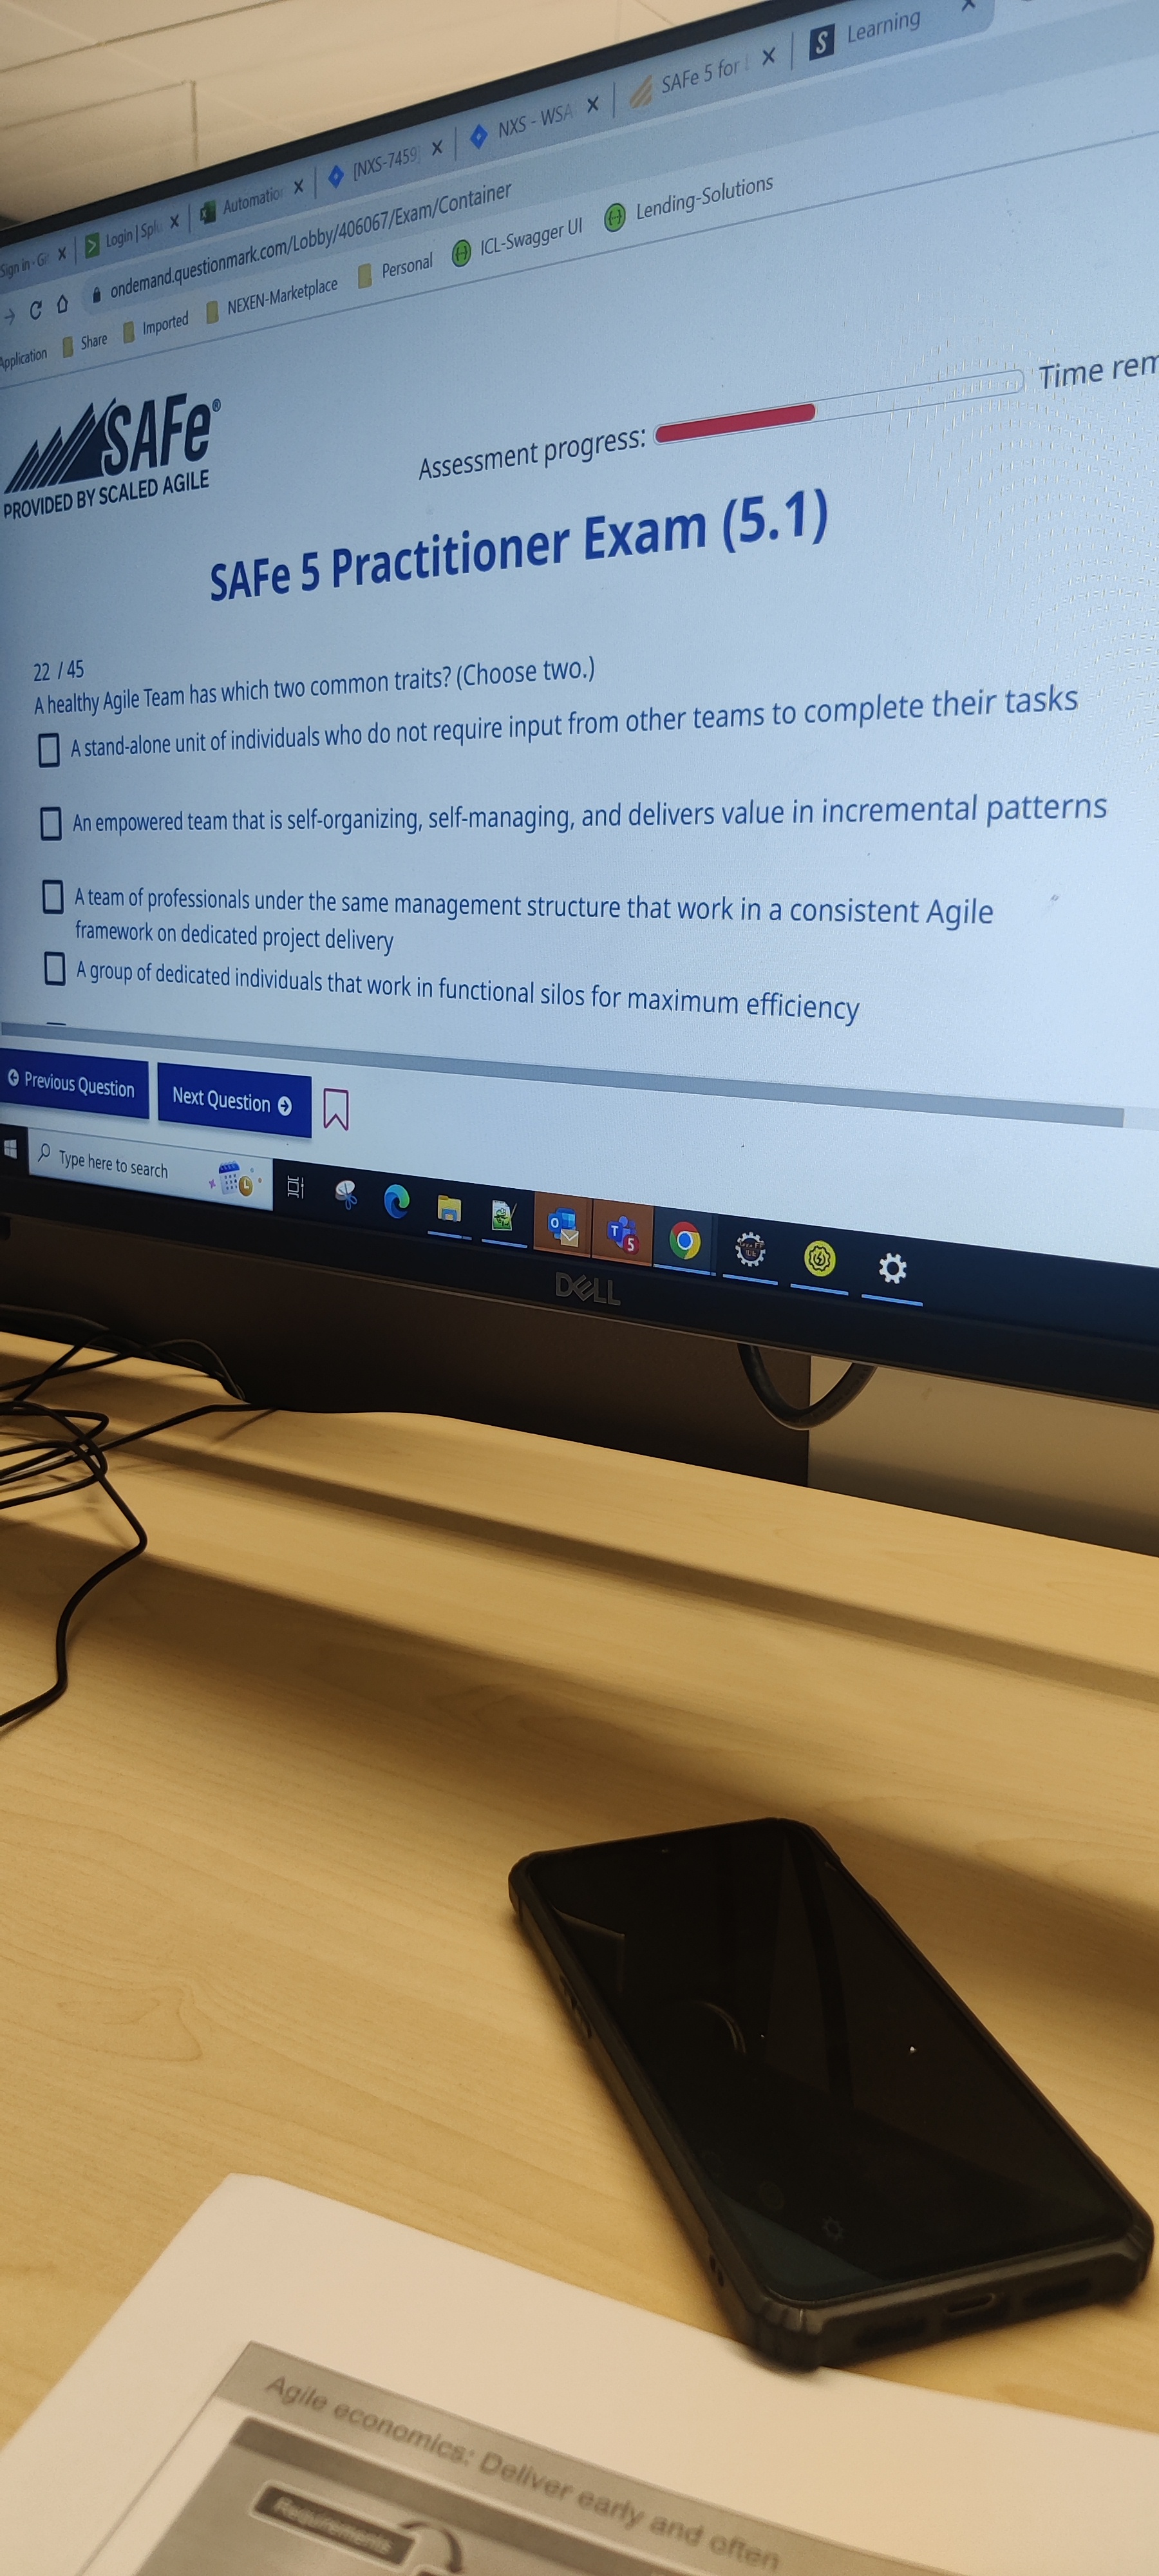 Sign in - Gi
Login | Splu
Automatio
[NXS-7459]
NXS - WSA
SAFe 5 for L
Learning
ondemand.questionmark.com/Lobby/406067/Exam/Container
Application
Share
Imported
NEXEN-Marketplace
Personal
ICL-Swagger UI
Lending-Solutions
SAFe®
PROVIDED BY SCALED AGILE
Assessment progress:
Time rem
SAFe 5 Practitioner Exam (5.1)
22 / 45
A healthy Agile Team has which two common traits? (Choose two.)
A stand-alone unit of individuals who do not require input from other teams to complete their tasks
An empowered team that is self-organizing, self-managing, and delivers value in incremental patterns
A team of professionals under the same management structure that work in a consistent Agile
framework on dedicated project delivery
A group of dedicated individuals that work in functional silos for maximum efficiency
Previous Question
Next Question
Type here to search
5
DELL
Agile economics: Deliver early and often
Requirements